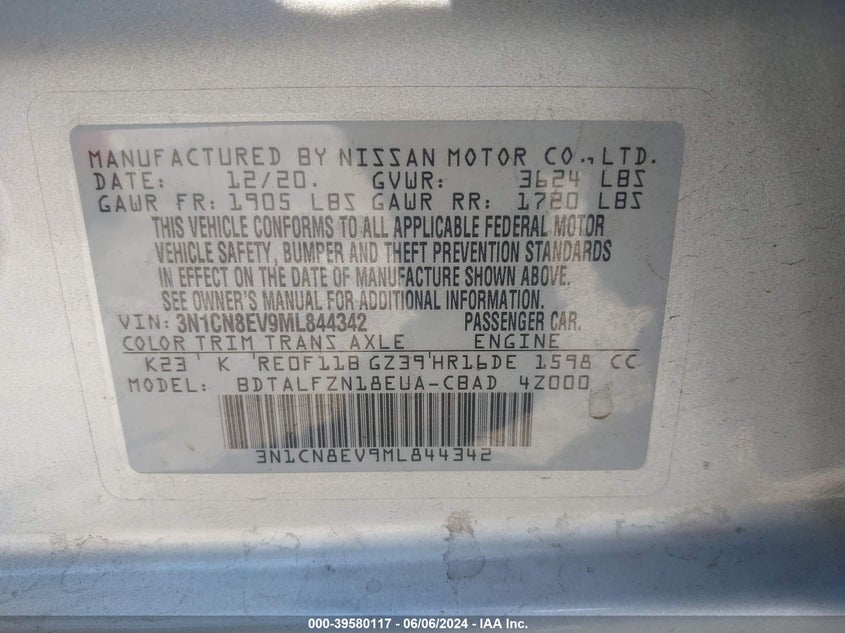 MANUFACTURED BY NISSAN MOTOR CO., LTD.
DATE: 12/20. GVWR: 3624 LBS
GAWR FR: 1905 LBS GAWR RR: 1780 LBS
THIS VEHICLE CONFORMS TO ALL APPLICABLE FEDERAL MOTOR
VEHICLE SAFETY, BUMPER AND THEFT PREVENTION STANDARDS
IN EFFECT ON THE DATE OF MANUFACTURE SHOWN ABOVE.
SEE OWNER'S MANUAL FOR ADDITIONAL INFORMATION.
VIN: 3N1CN8EV9ML844342 PASSENGER CAR.
COLOR TRIM TRANS AXLE ENGINE
K23 K RE0F11B GZ39 HR16DE 1598 CC
MODEL: BDTALFZN18EUA-CBAD 4Z000
3N1CN8EV9ML844342
000-39580117 - 06/06/2024 - IAA Inc.